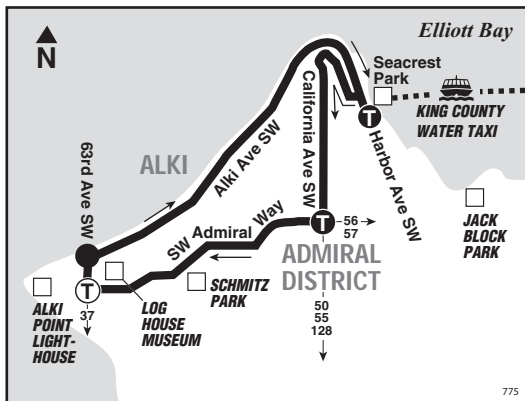 Elliott Bay
N
Seacrest
Park
KING COUNTY
WATER TAXI
California Ave SW
T
Harbor Ave SW
Alki Ave SW
ALKI
63rd Ave SW
SW Admiral Way
T
56
57
JACK
BLOCK
PARK
ADMIRAL
DISTRICT
SCHMITZ
PARK
T
37
LOG
HOUSE
MUSEUM
ALKI
POINT
LIGHT-
HOUSE
50
55
128
775